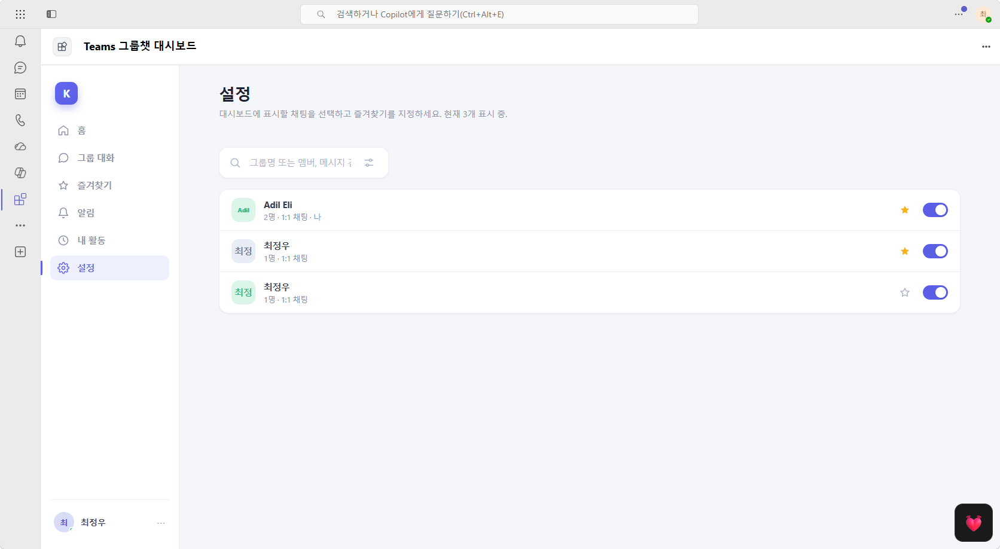 검색하거나 Copilot에게 질문하기(Ctrl+Alt+E)
최
Teams 그룹챗 대시보드
K
홈
그룹 대화
즐겨찾기
알림
내 활동
설정
최
최정우
설정
대시보드에 표시할 채팅을 선택하고 즐겨찾기를 지정하세요. 현재 3개 표시 중.
그룹명 또는 멤버, 메시지
Adil
Adil Eli
2명 · 1:1 채팅 · 나
최정
최정우
1명 · 1:1 채팅
최정
최정우
1명 · 1:1 채팅